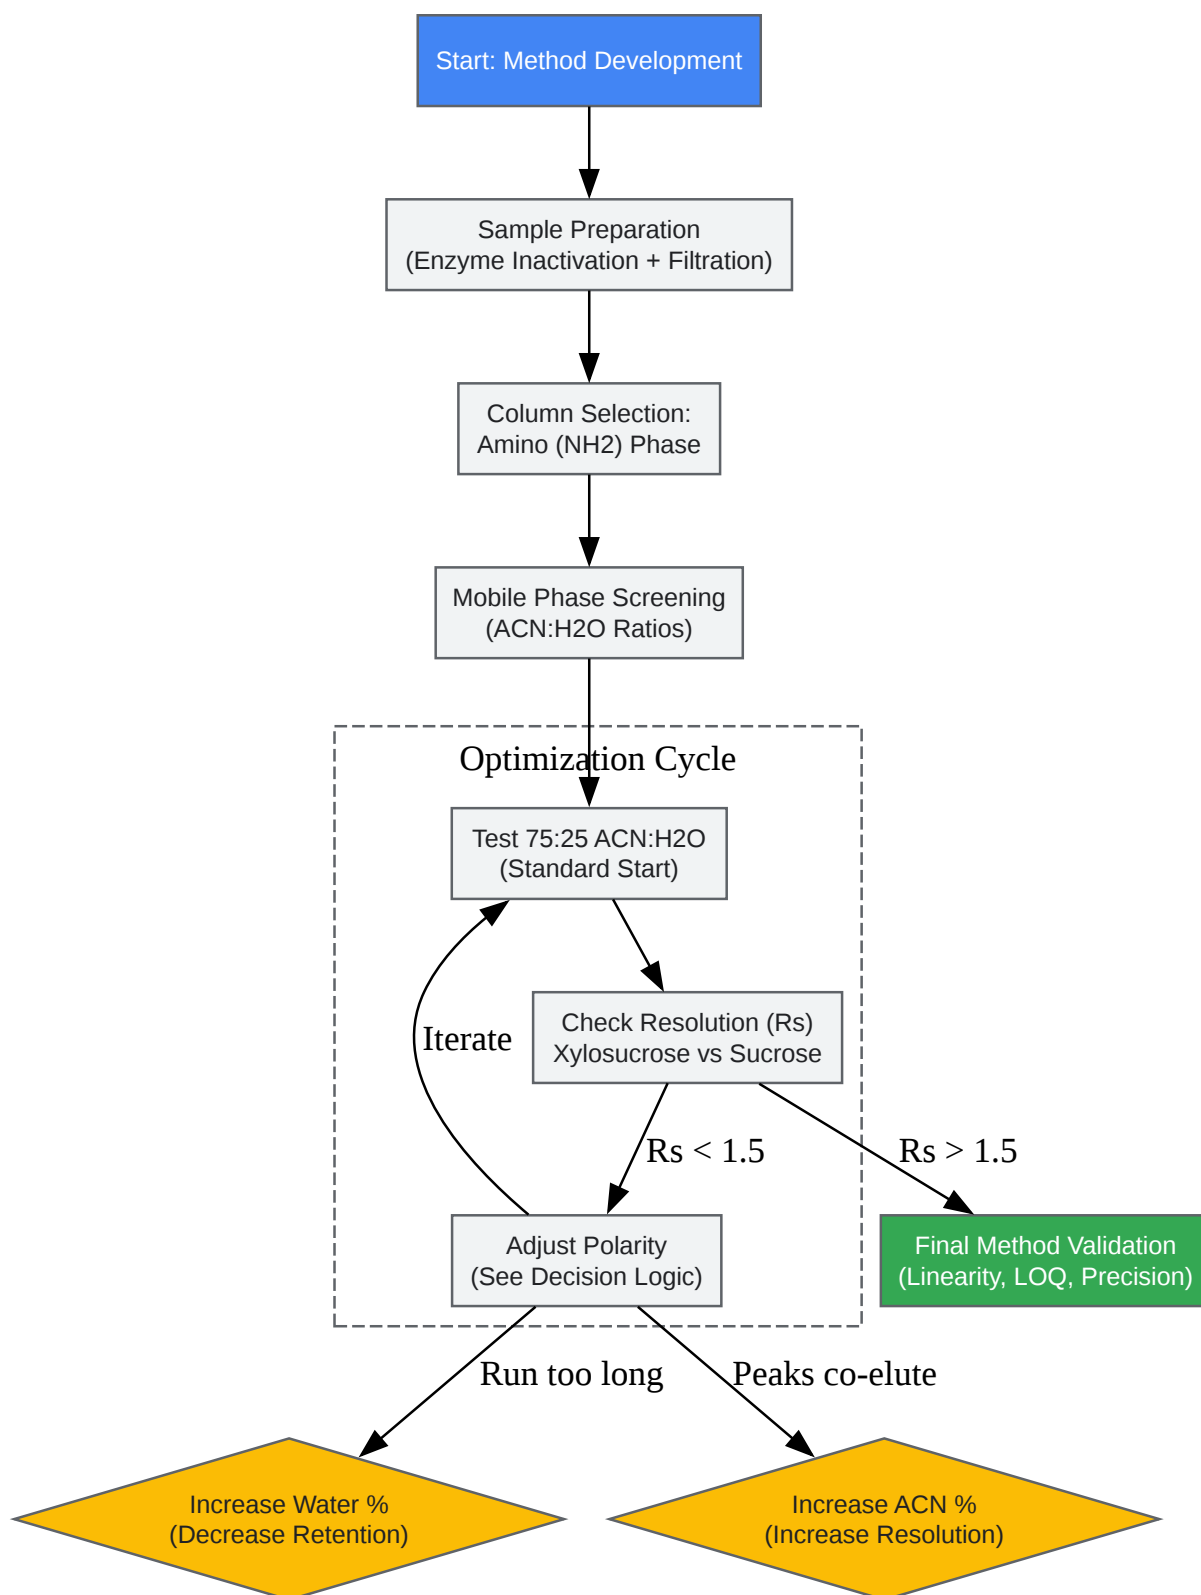 Start: Method Development
Sample Preparation
(Enzyme Inactivation + Filtration)
Column Selection:
Amino (NH2) Phase
Mobile Phase Screening
(ACN:H2O Ratios)
Optimization Cycle
Test 75:25 ACN:H2O
(Standard Start)
Check Resolution (Rs)
Xylosucrose vs Sucrose
Iterate
Rs < 1.5
Rs > 1.5
Adjust Polarity
(See Decision Logic)
Final Method Validation
(Linearity, LOQ, Precision)
Run too long
Peaks co-elute
Increase Water %
(Decrease Retention)
Increase ACN %
(Increase Resolution)